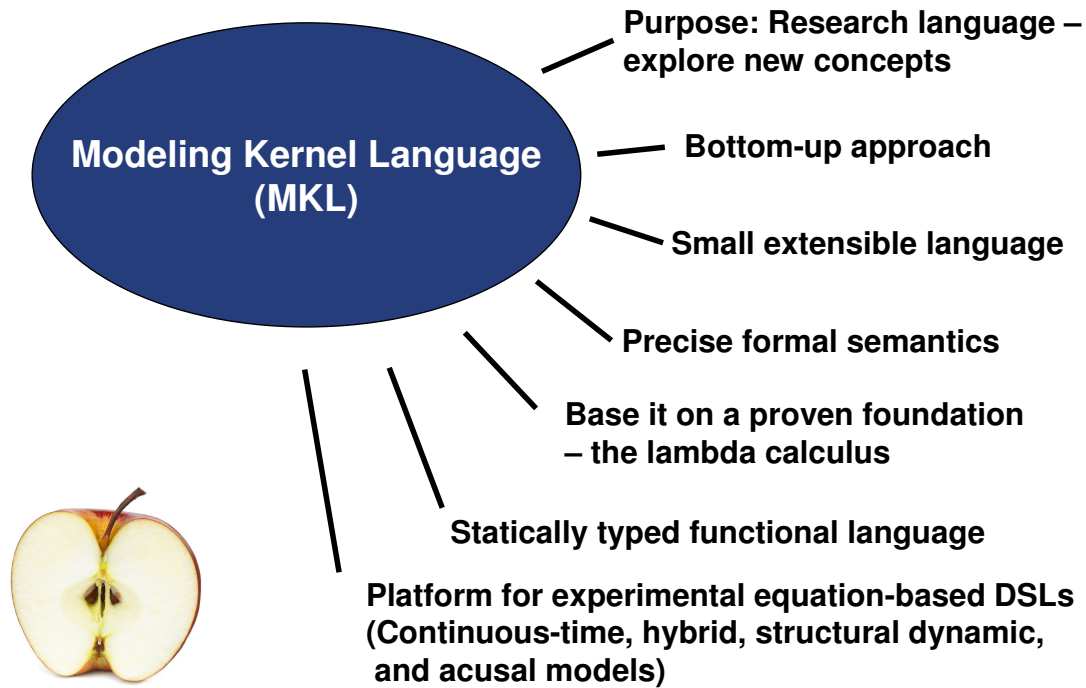 Modeling Kernel Language
(MKL)
Purpose: Research language –
explore new concepts
Bottom-up approach
Small extensible language
Precise formal semantics
Base it on a proven foundation
– the lambda calculus
Statically typed functional language
Platform for experimental equation-based DSLs
(Continuous-time, hybrid, structural dynamic,
and acusal models)